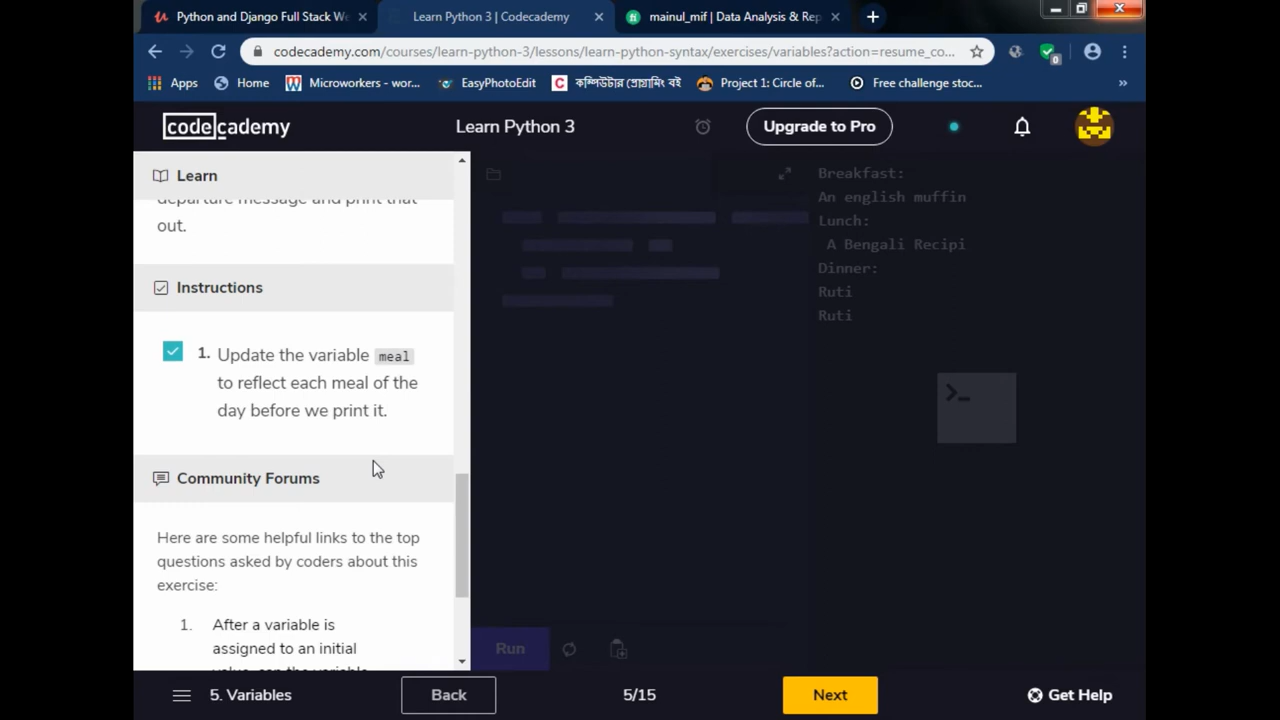 Python and Django Full Stack We
Learn Python 3 | Codecademy
mainul_mif | Data Analysis & Rep
codecademy.com/courses/learn-python-3/lessons/learn-python-syntax/exercises/variables?action=resume_co...
Apps
Home
Microworkers - wor...
EasyPhotoEdit
কম্পিউটার প্রোগ্রামিং বই
Project 1: Circle of...
Free challenge stoc...
codecademy
Learn Python 3
Upgrade to Pro
Learn
departure message and print that
out.
Instructions
1. Update the variable meal
to reflect each meal of the
day before we print it.
Community Forums
Here are some helpful links to the top
questions asked by coders about this
exercise:
1. After a variable is
assigned to an initial
value, can the variable
Breakfast:
An english muffin
Lunch:
A Bengali Recipi
Dinner:
Ruti
Ruti
Run
5. Variables
Back
5/15
Next
Get Help